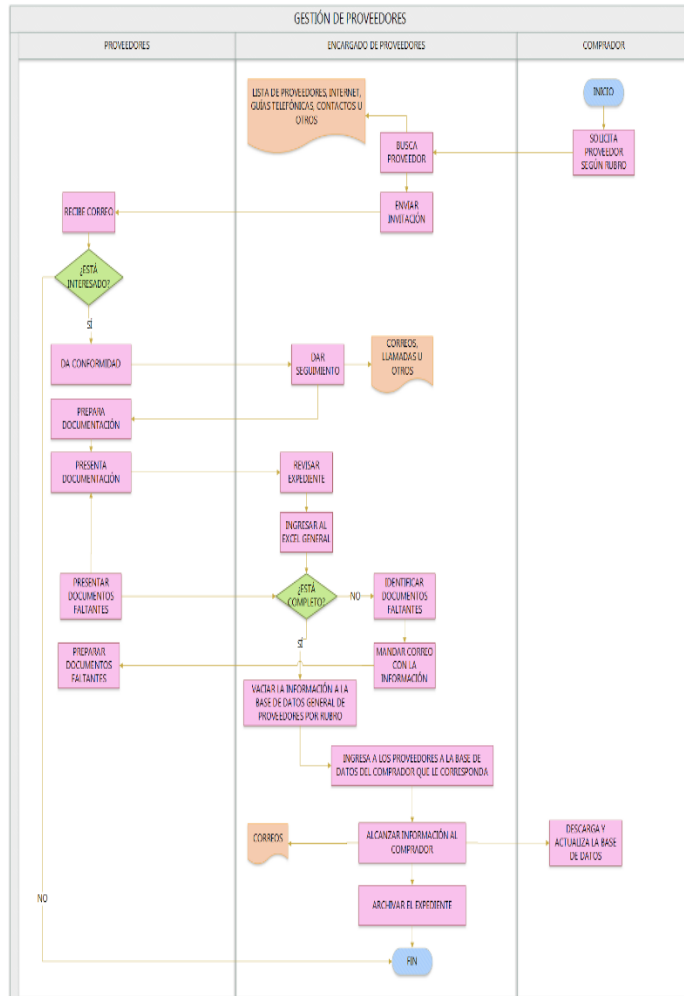 GESTIÓN DE PROVEEDORES
PROVEEDORES
ENCARGADO DE PROVEEDORES
COMPRADOR
LISTA DE PROVEEDORES, INTERNET,
GUÍAS TELEFÓNICAS, CONTACTOS U
OTROS
INICIO
BUSCA
PROVEEDOR
SOLICITA
PROVEEDOR
SEGÚN RUBRO
RECIBE CORREO
ENVIAR
INVITACIÓN
¿ESTÁ
INTERESADO?
SÍ
DA CONFORMIDAD
DAR
SEGUIMIENTO
CORREOS,
LLAMADAS U
OTROS
PREPARA
DOCUMENTACIÓN
PRESENTA
DOCUMENTACIÓN
REVISAR
EXPEDIENTE
INGRESAR AL
EXCEL GENERAL
PRESENTAR
DOCUMENTOS
FALTANTES
¿ESTÁ
COMPLETO?
NO
IDENTIFICAR
DOCUMENTOS
FALTANTES
SÍ
PREPARAR
DOCUMENTOS
FALTANTES
MANDAR CORREO
CON LA
INFORMACIÓN
VACIAR LA INFORMACIÓN A LA
BASE DE DATOS GENERAL DE
PROVEEDORES POR RUBRO
INGRESA A LOS PROVEEDORES A LA BASE DE
DATOS DEL COMPRADOR QUE LE CORRESPONDA
CORREOS
ALCANZAR INFORMACIÓN AL
COMPRADOR
DESCARGA Y
ACTUALIZA LA BASE
DE DATOS
NO
ARCHIVAR EL EXPEDIENTE
FIN